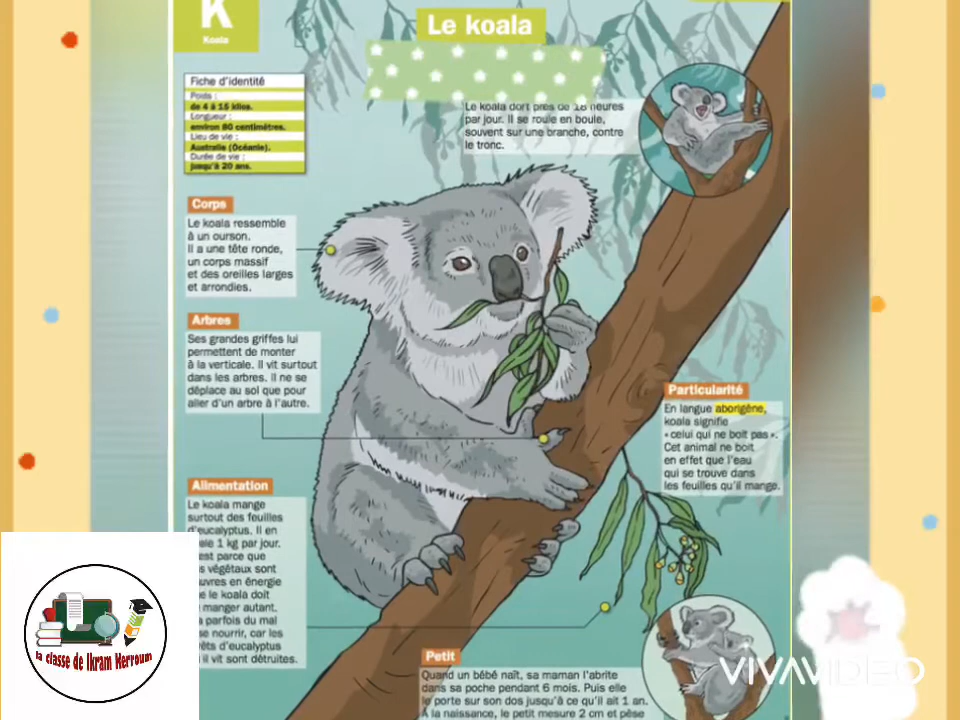 K
Koala
Le koala
Fiche d'identité
Poids :
de 4 à 15 kilos.
Longueur :
environ 80 centimètres.
Lieu de vie :
Australie (Océanie).
Durée de vie :
jusqu'à 20 ans.
Le koala dort près de 18 heures
par jour. Il se roule en boule,
souvent sur une branche, contre
le tronc.
Corps
Le koala ressemble
à un ourson.
Il a une tête ronde,
un corps massif
et des oreilles larges
et arrondies.
Arbres
Ses grandes griffes lui
permettent de monter
à la verticale. Il vit surtout
dans les arbres. Il ne se
déplace au sol que pour
aller d'un arbre à l'autre.
Particularité
En langue aborigène,
koala signifie
« celui qui ne boit pas ».
Cet animal ne boit
en effet que l'eau
qui se trouve dans
les feuilles qu'il mange.
Alimentation
Le koala mange
surtout des feuilles
d'eucalyptus. Il en
1 kg par jour.
parce que
végétaux sont
en énergie
le koala doit
manger autant.
parfois du mal
se nourrir, car les
d'eucalyptus
il vit sont détruites.
Petit
Quand un bébé naît, sa maman l'abrite
dans sa poche pendant 6 mois. Puis elle
le porte sur son dos jusqu'à ce qu'il ait 1 an.
À la naissance, le petit mesure 2 cm et pèse
la classe de Ikram Kerroum
VIVAVIDEO